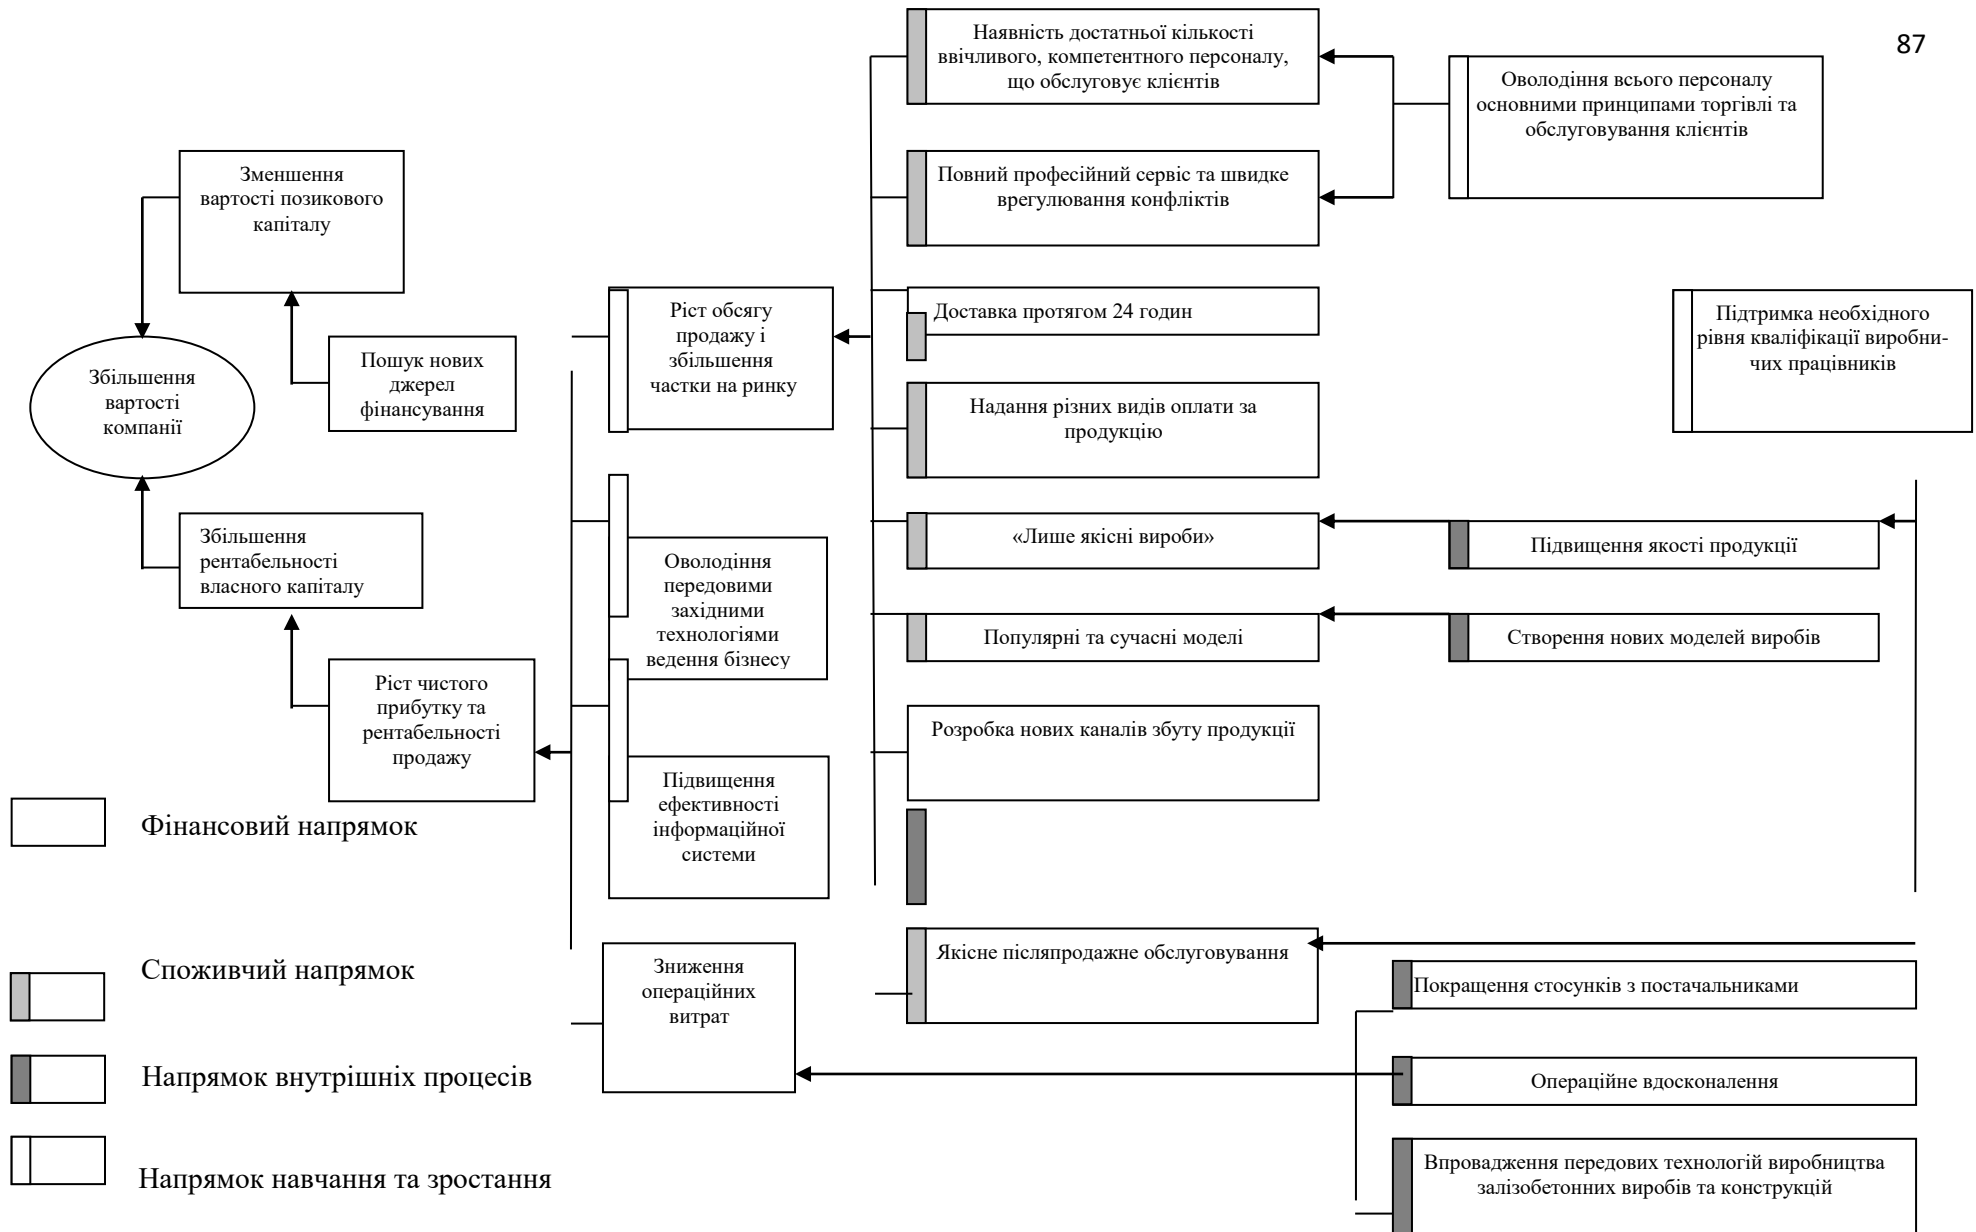 87
Наявність достатньої кількості
ввічливого, компетентного персоналу,
що обслуговує клієнтів
Оволодіння всього персоналу
основними принципами торгівлі та
обслуговування клієнтів
Зменшення
вартості позикового
капіталу
Повний професійний сервіс та швидке
врегулювання конфліктів
Ріст обсягу
продажу і
збільшення
частки на ринку
Доставка протягом 24 годин
Підтримка необхідного
рівня кваліфікації виробни-
чих працівників
Збільшення
вартості
компанії
Пошук нових
джерел
фінансування
Надання різних видів оплати за
продукцію
Збільшення
рентабельності
власного капіталу
Оволодіння
передовими
західними
технологіями
ведення бізнесу
«Лише якісні вироби»
Підвищення якості продукції
Популярні та сучасні моделі
Створення нових моделей виробів
Ріст чистого
прибутку та
рентабельності
продажу
Розробка нових каналів збуту продукції
Підвищення
ефективності
інформаційної
системи
Фінансовий напрямок
Споживчий напрямок
Напрямок внутрішніх процесів
Напрямок навчання та зростання
Зниження
операційних
витрат
Якісне післяпродажне обслуговування
Покращення стосунків з постачальниками
Операційне вдосконалення
Впровадження передових технологій виробництва
залізобетонних виробів та конструкцій